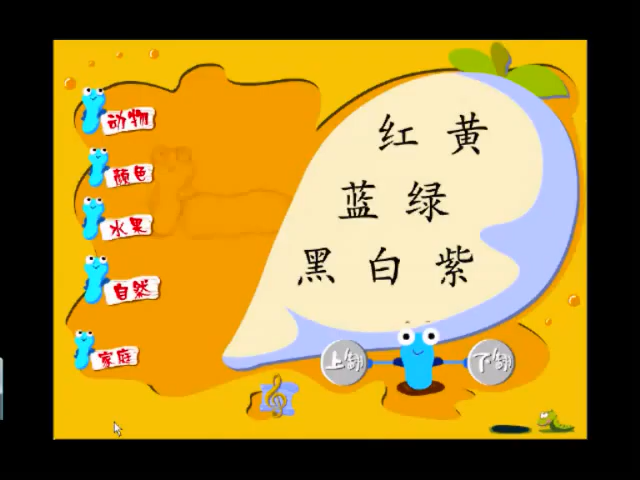 动物
颜色
水果
自然
家庭
红 黄
蓝 绿
黑 白 紫
上翻
下翻